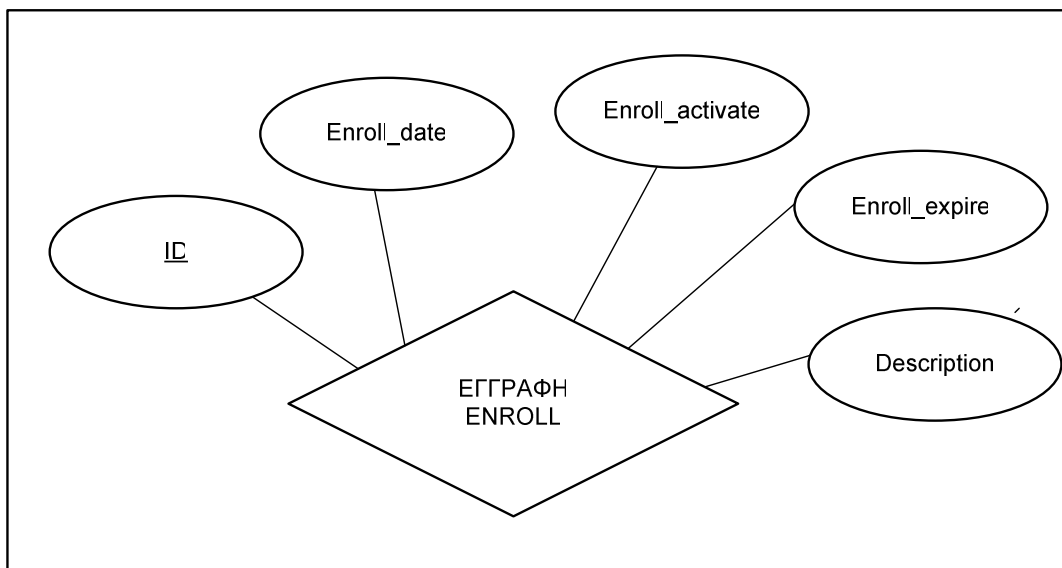 Enroll_activate
Enroll_date
Enroll_expire
ID
Description
ΕΓΓΡΑΦΗ
ENROLL